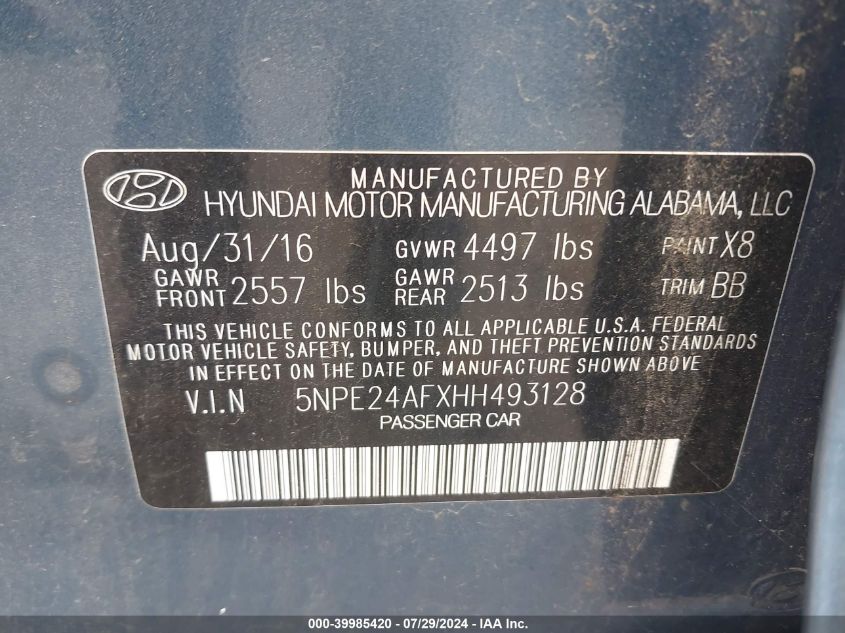 MANUFACTURED BY
HYUNDAI MOTOR MANUFACTURING ALABAMA, LLC
Aug/31/16 GVWR 4497 lbs PAINT X8
GAWR FRONT 2557 lbs GAWR REAR 2513 lbs TRIM BB
THIS VEHICLE CONFORMS TO ALL APPLICABLE U.S.A. FEDERAL
MOTOR VEHICLE SAFETY, BUMPER, AND THEFT PREVENTION STANDARDS
IN EFFECT ON THE DATE OF MANUFACTURE SHOWN ABOVE
V.I.N 5NPE24AFXHH493128
PASSENGER CAR
000-39985420 - 07/29/2024 - IAA Inc.